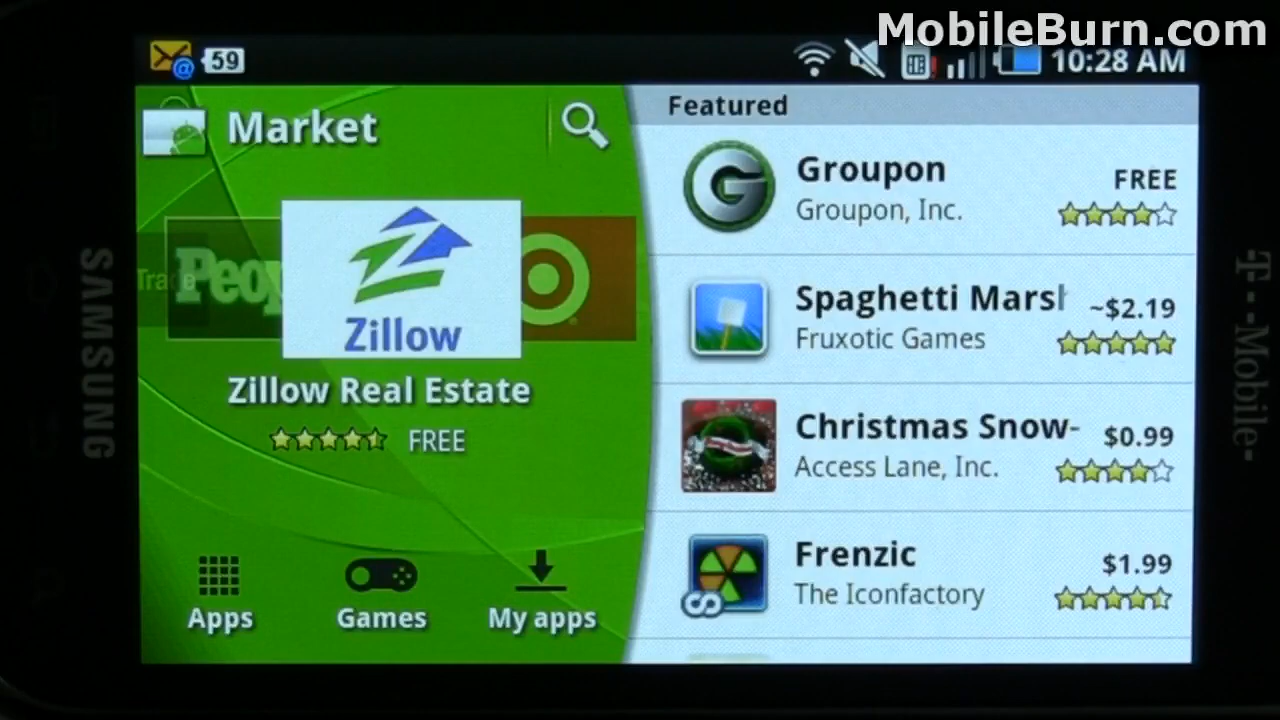 MobileBurn.com
59
10:28 AM
Market
Trade
Peop
Zillow
Zillow Real Estate
FREE
Apps
Games
My apps
Featured
Groupon
FREE
Groupon, Inc.
Spaghetti Marsh
~$2.19
Fruxotic Games
Christmas Snow-
$0.99
Access Lane, Inc.
Frenzic
$1.99
The Iconfactory
SAMSUNG
T-Mobile-